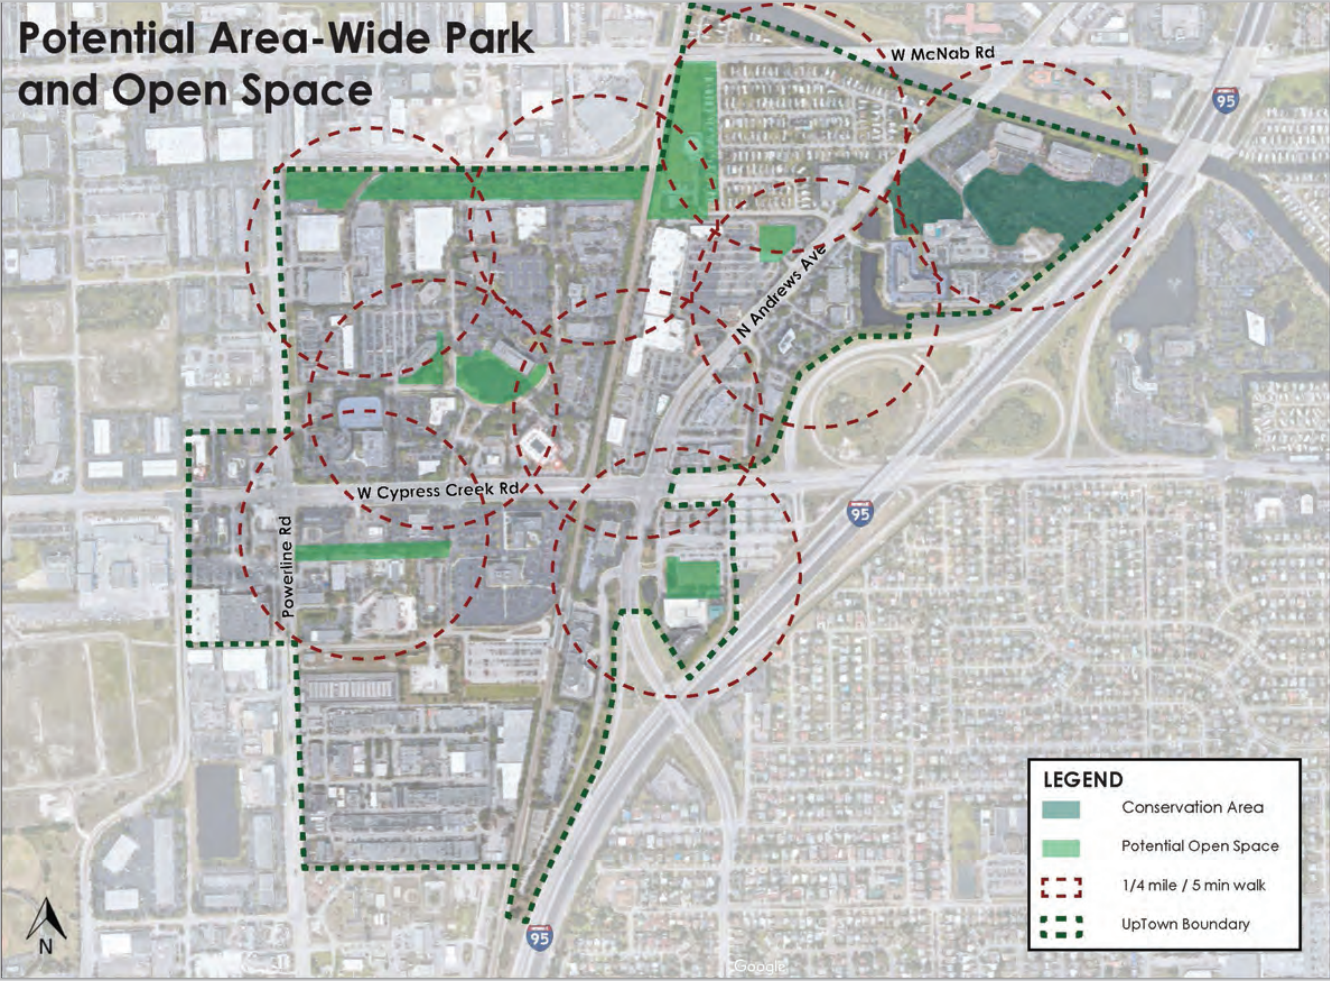 Potential Area-Wide Park
and Open Space
W McNab Rd
95
N Andrews Ave
W Cypress Creek Rd
95
Powerline Rd
LEGEND
Conservation Area
Potential Open Space
1/4 mile / 5 min walk
UpTown Boundary
N
95
Google